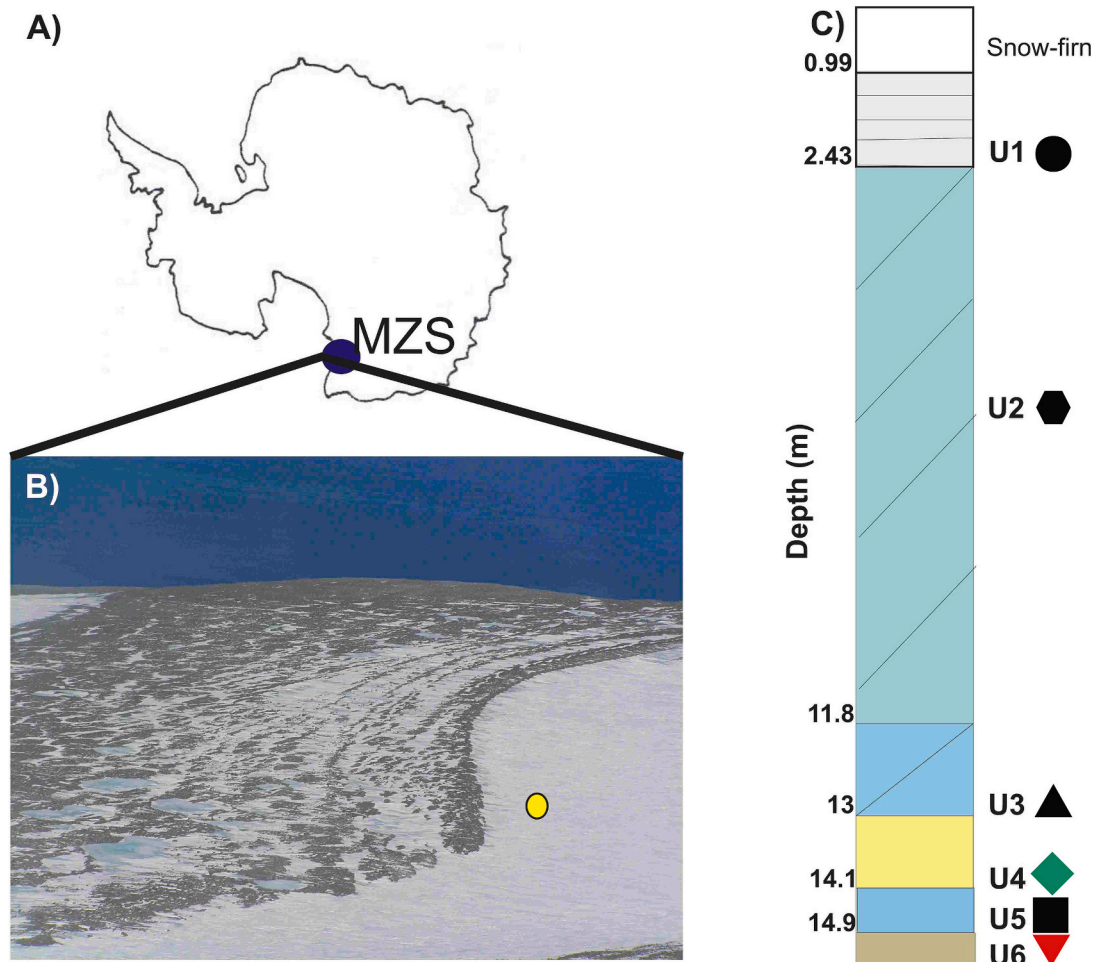 A)
MZS
B)
C)
Snow-firn
0.99
U1
2.43
U2
Depth (m)
11.8
13
U3
14.1
U4
14.9
U5
U6